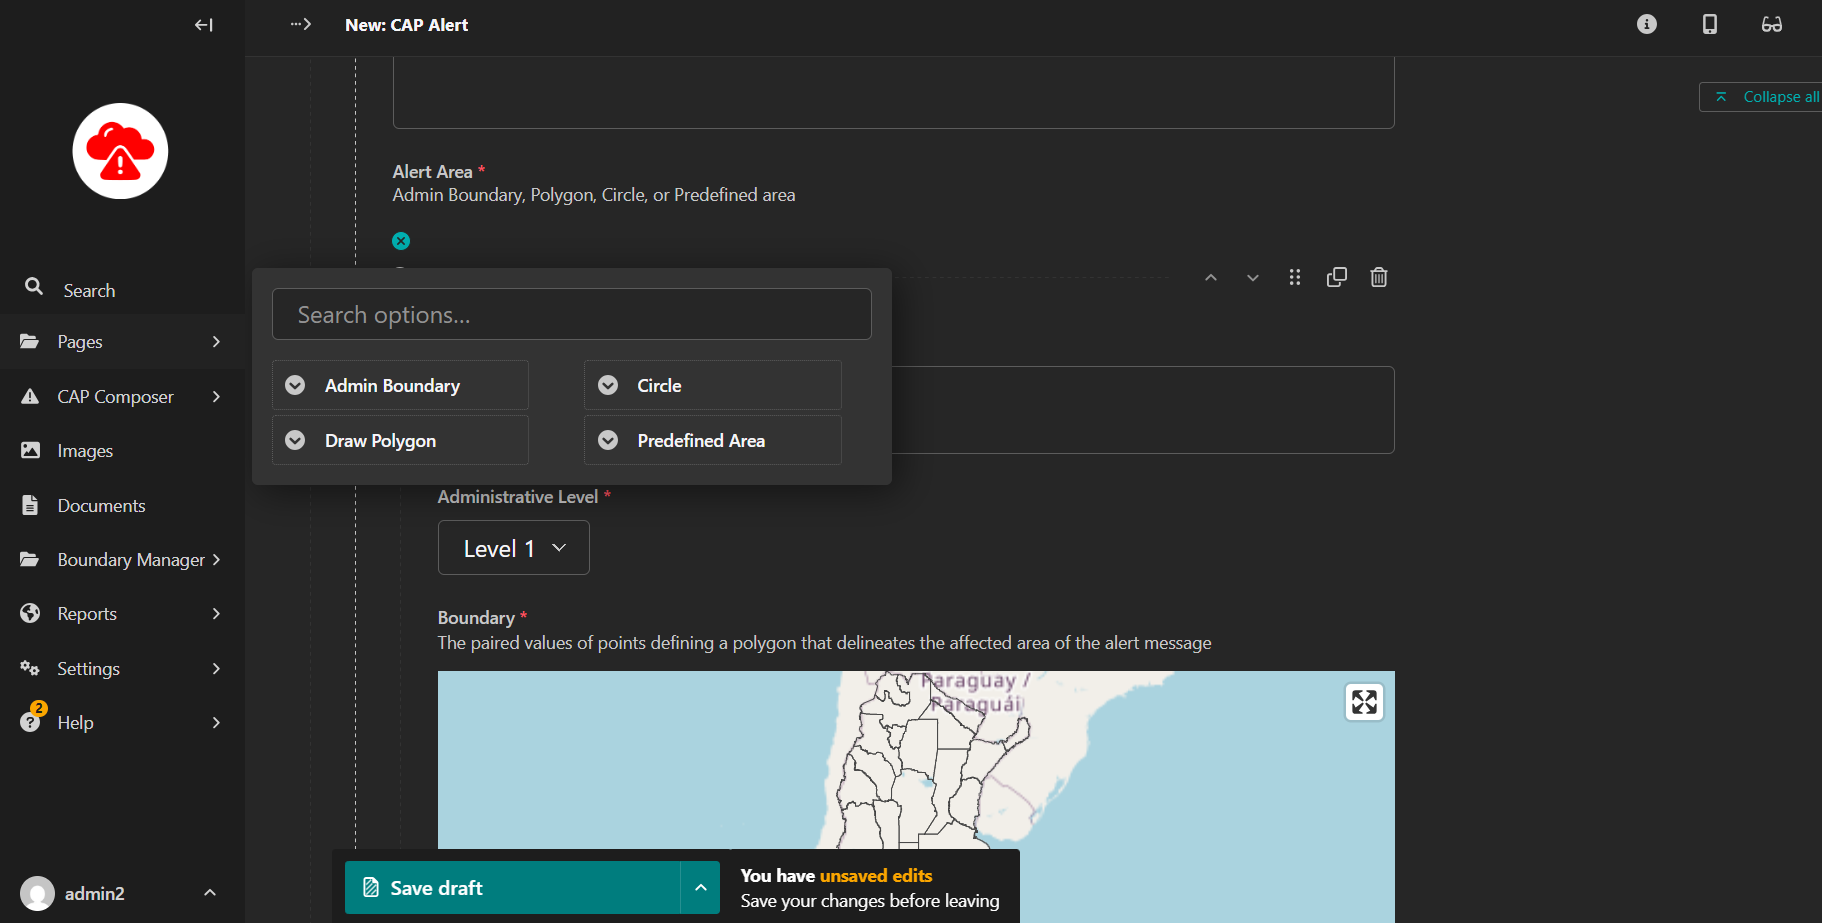 New: CAP Alert
Collapse all
Alert Area *
Admin Boundary, Polygon, Circle, or Predefined area
Search options...
Admin Boundary
Circle
Draw Polygon
Predefined Area
Administrative Level *
Level 1
Boundary *
The paired values of points defining a polygon that delineates the affected area of the alert message
Paraguay /
Paraguái
Search
Pages
CAP Composer
Images
Documents
Boundary Manager
Reports
Settings
2
Help
admin2
Save draft
You have unsaved edits
Save your changes before leaving